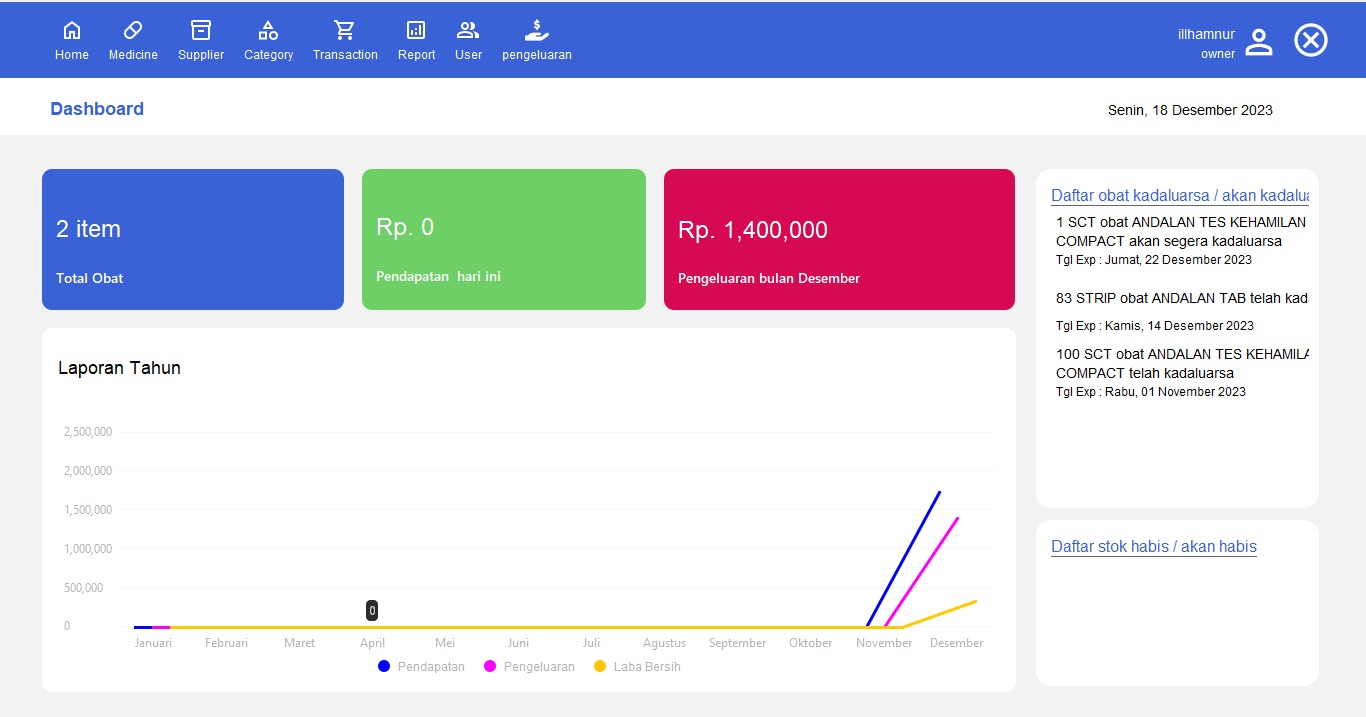 Home Medicine Supplier Category Transaction Report User pengeluaran
illhamnur
owner
Dashboard
Senin, 18 Desember 2023
2 item
Total Obat
Rp. 0
Pendapatan  hari ini
Rp. 1,400,000
Pengeluaran bulan Desember
Laporan Tahun
2,500,000
2,000,000
1,500,000
1,000,000
500,000
0
0
Januari Februari Maret April Mei Juni Juli Agustus September Oktober November Desember
Pendapatan Pengeluaran Laba Bersih
Daftar obat kadaluarsa / akan kadalua
1 SCT obat ANDALAN TES KEHAMILAN
COMPACT akan segera kadaluarsa
Tgl Exp : Jumat, 22 Desember 2023
83 STRIP obat ANDALAN TAB telah kad
Tgl Exp : Kamis, 14 Desember 2023
100 SCT obat ANDALAN TES KEHAMILA
COMPACT telah kadaluarsa
Tgl Exp : Rabu, 01 November 2023
Daftar stok habis / akan habis